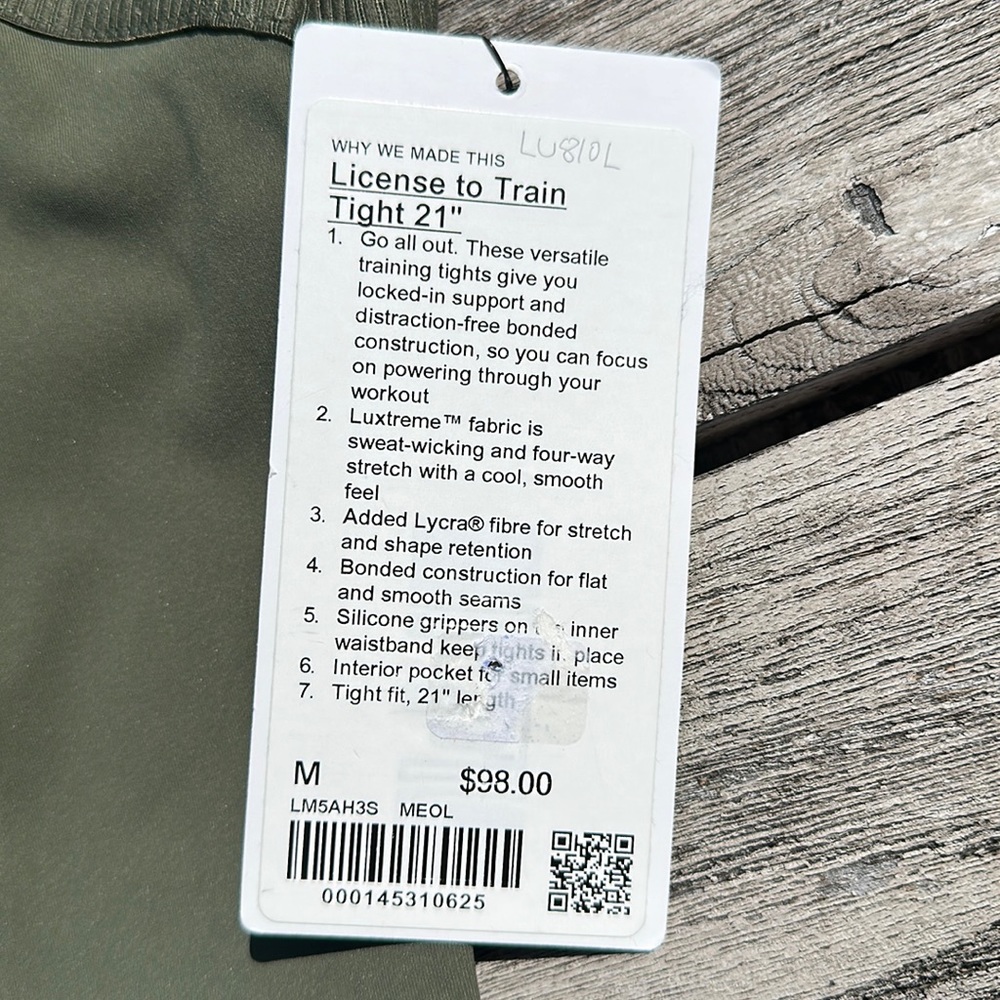 LU810L
WHY WE MADE THIS
License to Train
Tight 21"
1. Go all out. These versatile
training tights give you
locked-in support and
distraction-free bonded
construction, so you can focus
on powering through your
workout
2. Luxtreme™ fabric is
sweat-wicking and four-way
stretch with a cool, smooth
feel
3. Added Lycra® fibre for stretch
and shape retention
4. Bonded construction for flat
and smooth seams
5. Silicone grippers on inner
waistband keep tights in place
6. Interior pocket for small items
7. Tight fit, 21" length
M $98.00
LM5AH3S MEOL
000145310625